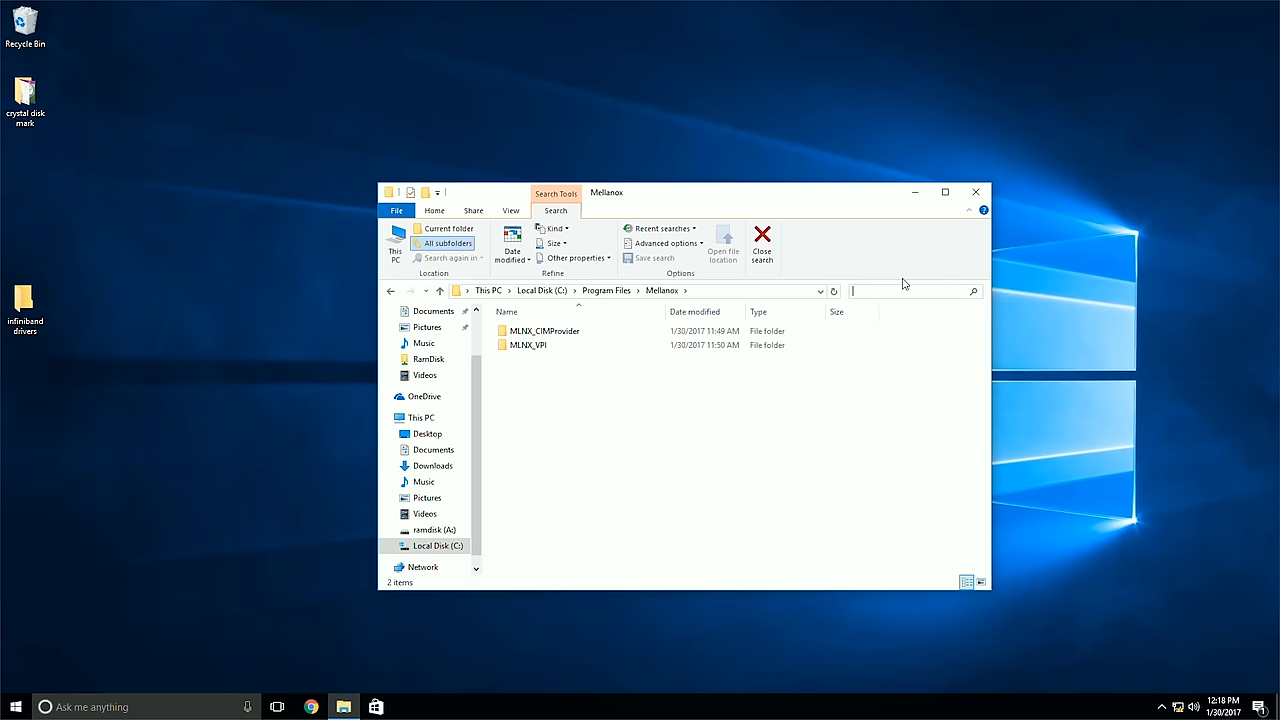 Recycle Bin
crystal disk
mark
infiniband
drivers
Search Tools
Mellanox
File
Home
Share
View
Search
This
PC
Current folder
All subfolders
Search again in
Location
Date
modified
Kind
Size
Other properties
Refine
Recent searches
Advanced options
Save search
Options
Open file
location
Close
search
This PC
Local Disk (C:)
Program Files
Mellanox
Name
Date modified
Type
Size
MLNX_CIMProvider
1/30/2017 11:49 AM
File folder
MLNX_VPI
1/30/2017 11:50 AM
File folder
Documents
Pictures
Music
RamDisk
Videos
OneDrive
This PC
Desktop
Documents
Downloads
Music
Pictures
Videos
ramdisk (A:)
Local Disk (C:)
Network
2 items
Ask me anything
12:18 PM
1/30/2017
1